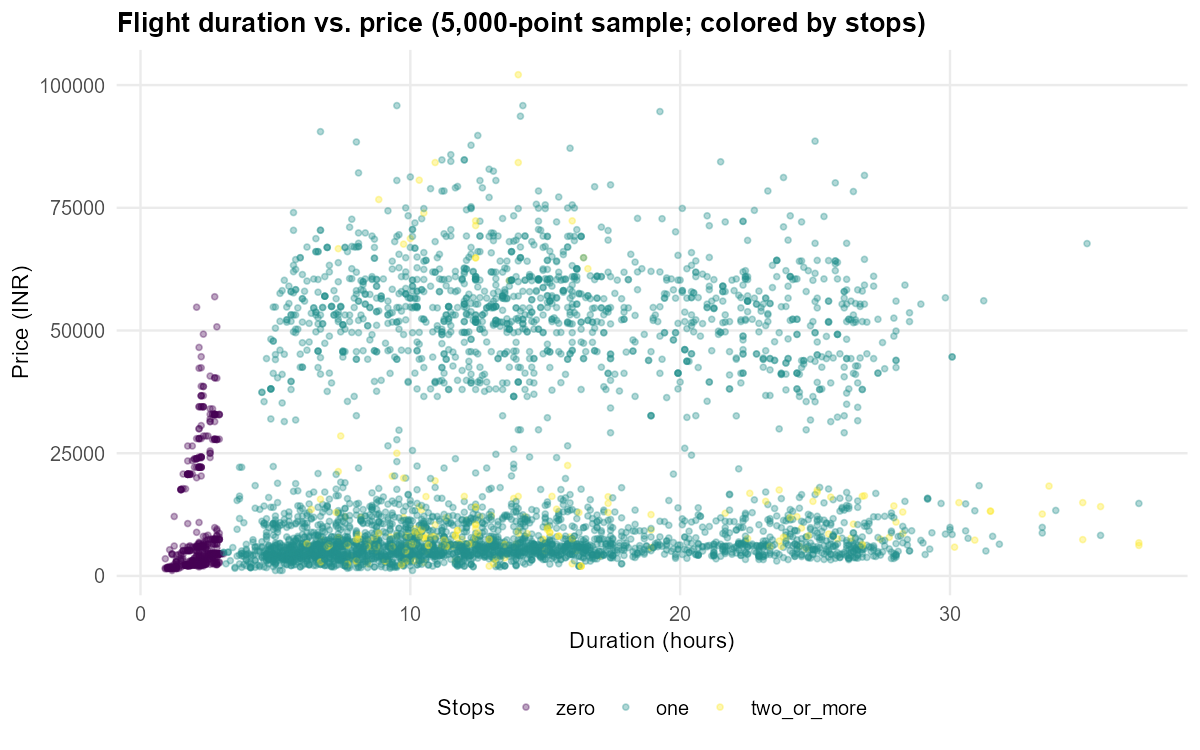 Flight duration vs. price (5,000-point sample; colored by stops)
100000
75000
50000
25000
0
Price (INR)
0 10 20 30
Duration (hours)
Stops zero one two_or_more